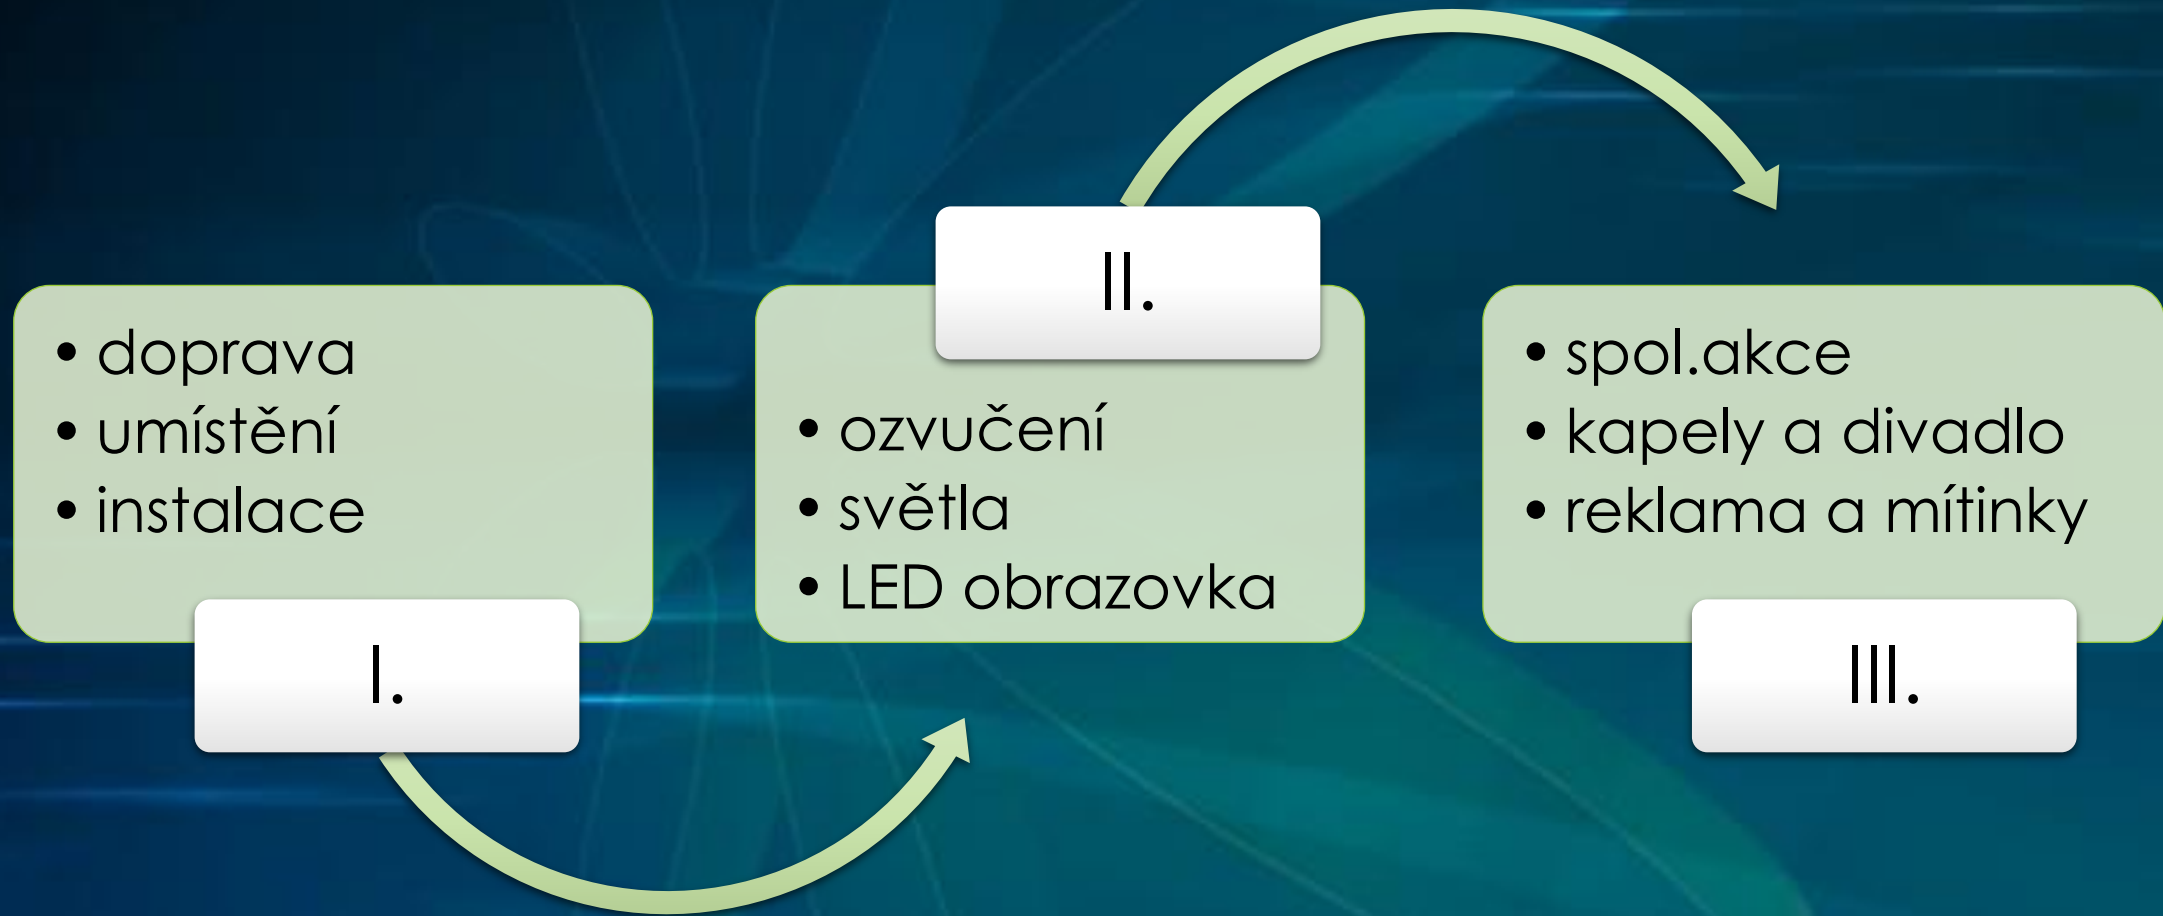 • doprava
• umístění
• instalace
I.
II.
• ozvučení
• světla
• LED obrazovka
• spol.akce
• kapely a divadlo
• reklama a mítinky
III.